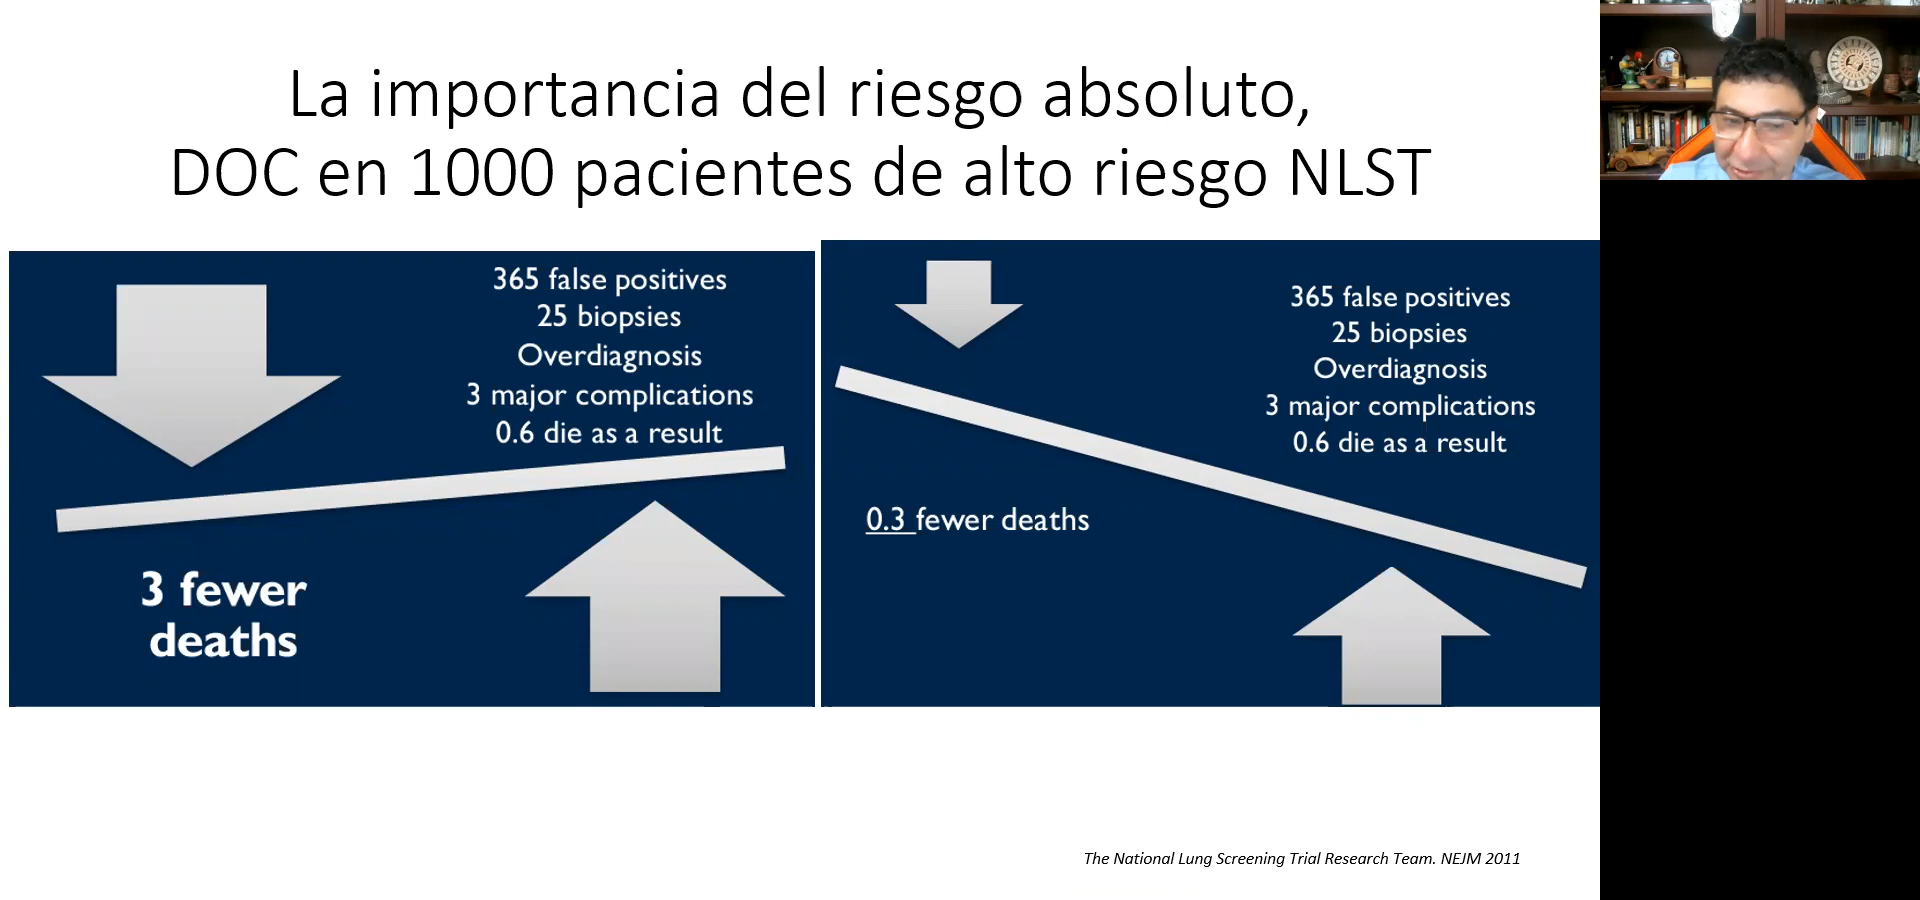 La importancia del riesgo absoluto,
DOC en 1000 pacientes de alto riesgo NLST
365 false positives
25 biopsies
Overdiagnosis
3 major complications
0.6 die as a result
3 fewer
deaths
365 false positives
25 biopsies
Overdiagnosis
3 major complications
0.6 die as a result
0.3 fewer deaths
The National Lung Screening Trial Research Team. NEJM 2011